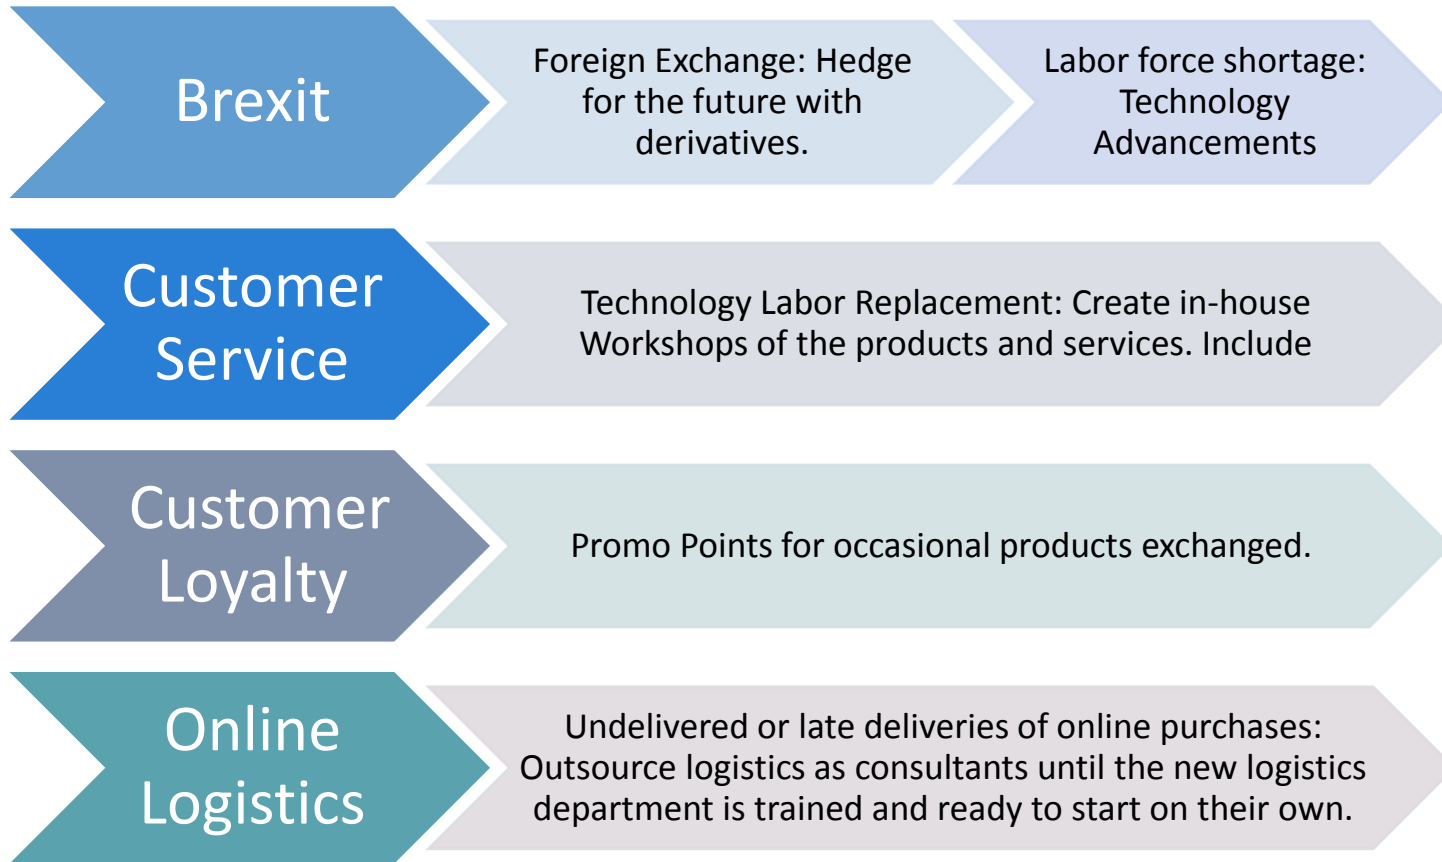 Brexit
Foreign Exchange: Hedge
for the future with
derivatives.
Labor force shortage:
Technology
Advancements
Customer
Service
Technology Labor Replacement: Create in-house
Workshops of the products and services. Include
Customer
Loyalty
Promo Points for occasional products exchanged.
Online
Logistics
Undelivered or late deliveries of online purchases:
Outsource logistics as consultants until the new logistics
department is trained and ready to start on their own.